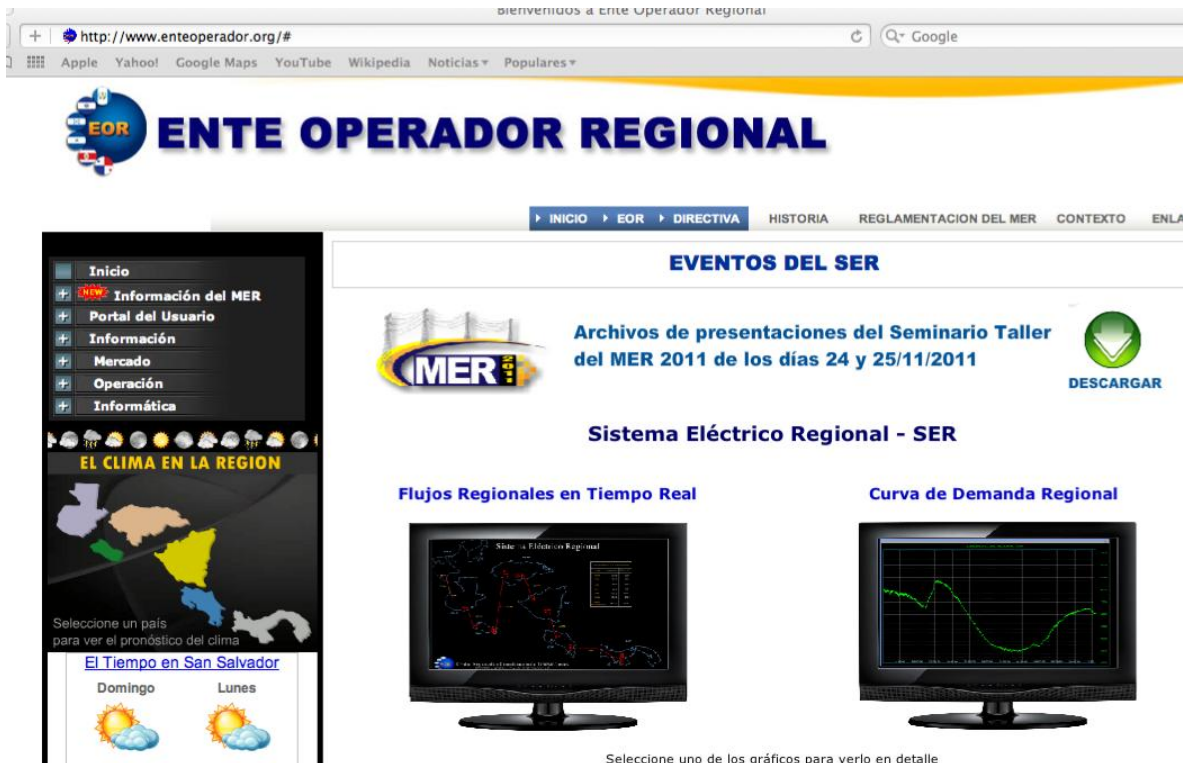 Bienvenidos a Ente Operador Regional
http://www.enteoperador.org/#
Google
Apple Yahoo! Google Maps YouTube Wikipedia Noticias Populares
EOR
ENTE OPERADOR REGIONAL
INICIO EOR DIRECTIVA HISTORIA REGLAMENTACION DEL MER CONTEXTO ENLA
Inicio
NEW Información del MER
Portal del Usuario
Información
Mercado
Operación
Informática
EL CLIMA EN LA REGION
Seleccione un país
para ver el pronóstico del clima
El Tiempo en San Salvador
Domingo Lunes
EVENTOS DEL SER
MER 2011
Archivos de presentaciones del Seminario Taller
del MER 2011 de los días 24 y 25/11/2011
DESCARGAR
Sistema Eléctrico Regional - SER
Flujos Regionales en Tiempo Real
Curva de Demanda Regional
Sistema Eléctrico Regional
Seleccione uno de los gráficos para verlo en detalle